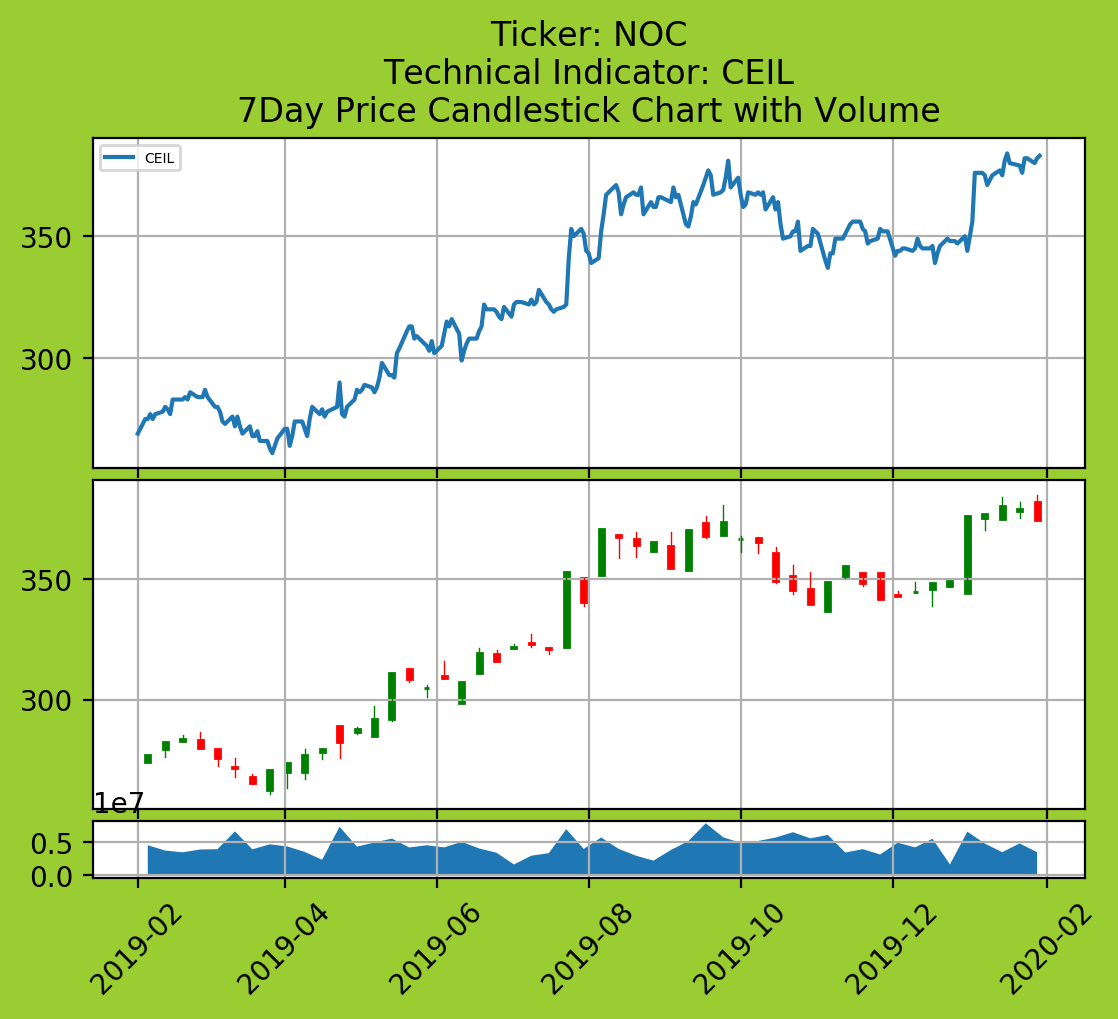 Ticker: NOC
Technical Indicator: CEIL
7Day Price Candlestick Chart with Volume
CEIL
350
300
350
300
1e7
0.5
0.0
2019-02
2019-04
2019-06
2019-08
2019-10
2019-12
2020-02